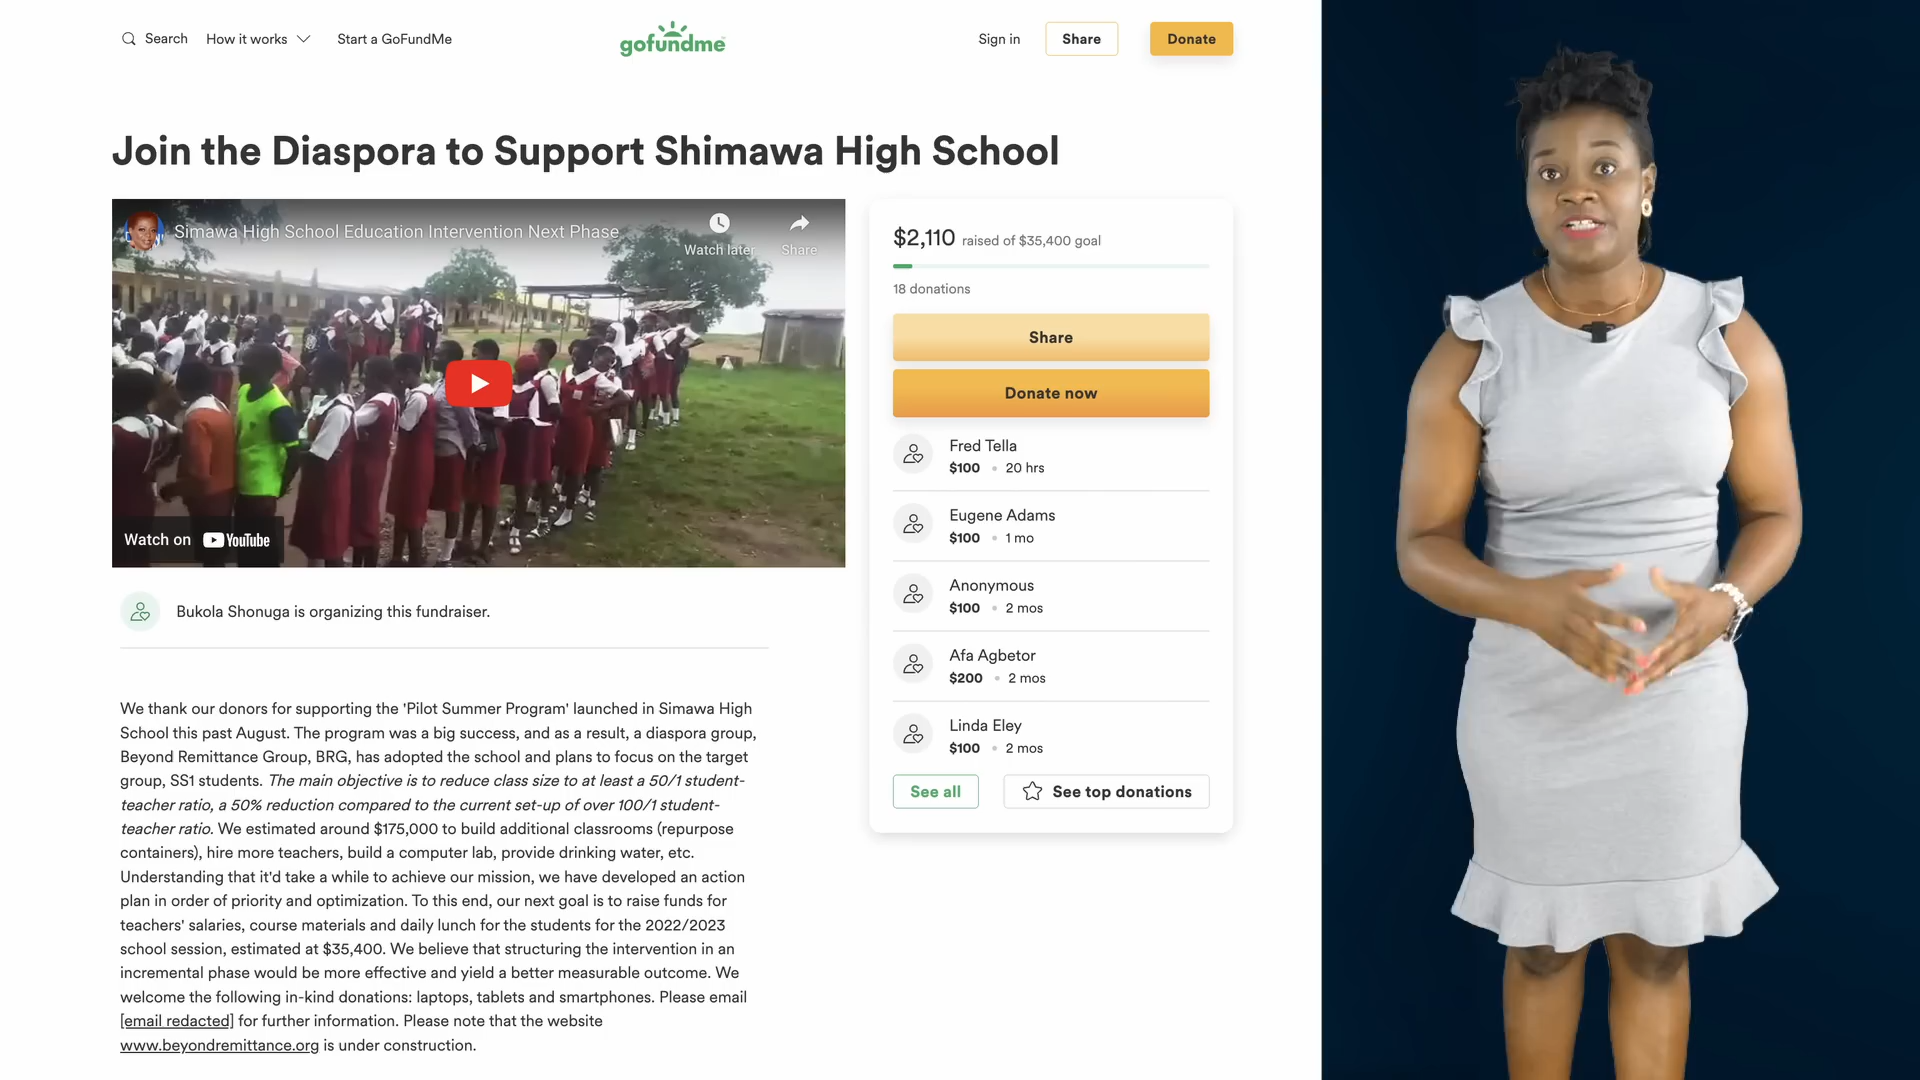 Search How it works Start a GoFundMe
gofundme
Sign in Share Donate
Join the Diaspora to Support Shimawa High School
Simawa High School Education Intervention Next Phase
Watch later
Share
Watch on YouTube
Bukola Shonuga is organizing this fundraiser.
We thank our donors for supporting the 'Pilot Summer Program' launched in Simawa High
School this past August. The program was a big success, and as a result, a diaspora group,
Beyond Remittance Group, BRG, has adopted the school and plans to focus on the target
group, SS1 students. The main objective is to reduce class size to at least a 50/1 student-
teacher ratio, a 50% reduction compared to the current set-up of over 100/1 student-
teacher ratio. We estimated around $175,000 to build additional classrooms (repurpose
containers), hire more teachers, build a computer lab, provide drinking water, etc.
Understanding that it'd take a while to achieve our mission, we have developed an action
plan in order of priority and optimization. To this end, our next goal is to raise funds for
teachers' salaries, course materials and daily lunch for the students for the 2022/2023
school session, estimated at $35,400. We believe that structuring the intervention in an
incremental phase would be more effective and yield a better measurable outcome. We
welcome the following in-kind donations: laptops, tablets and smartphones. Please email
[email redacted] for further information. Please note that the website
www.beyondremittance.org is under construction.
$2,110 raised of $35,400 goal
18 donations
Share
Donate now
Fred Tella
$100 • 20 hrs
Eugene Adams
$100 • 1 mo
Anonymous
$100 • 2 mos
Afa Agbetor
$200 • 2 mos
Linda Eley
$100 • 2 mos
See all
See top donations